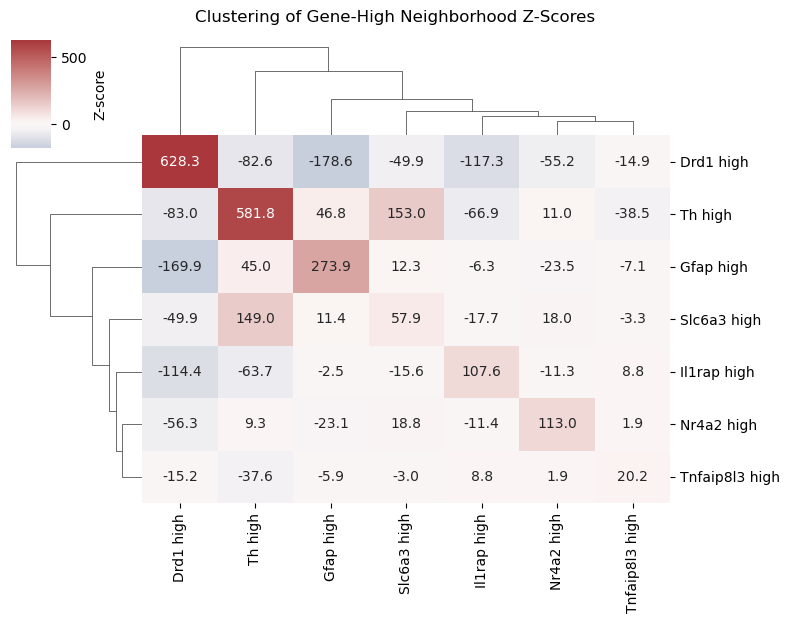 Clustering of Gene-High Neighborhood Z-Scores
500
0
Z-score
628.3 -82.6 -178.6 -49.9 -117.3 -55.2 -14.9 Drd1 high
-83.0 581.8 46.8 153.0 -66.9 11.0 -38.5 Th high
-169.9 45.0 273.9 12.3 -6.3 -23.5 -7.1 Gfap high
-49.9 149.0 11.4 57.9 -17.7 18.0 -3.3 Slc6a3 high
-114.4 -63.7 -2.5 -15.6 107.6 -11.3 8.8 Il1rap high
-56.3 9.3 -23.1 18.8 -11.4 113.0 1.9 Nr4a2 high
-15.2 -37.6 -5.9 -3.0 8.8 1.9 20.2 Tnfaip8l3 high
Drd1 high
Th high
Gfap high
Slc6a3 high
Il1rap high
Nr4a2 high
Tnfaip8l3 high